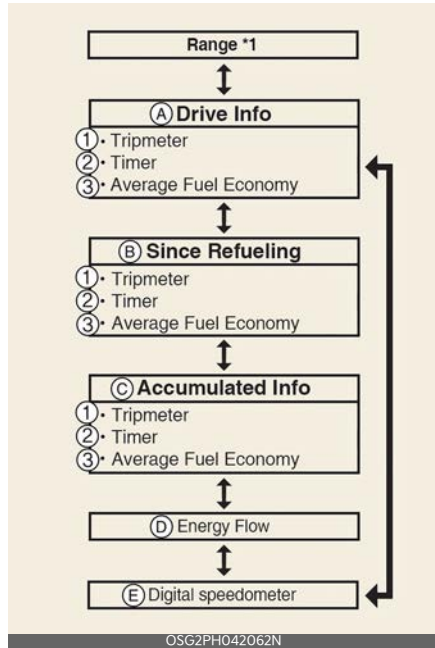 Range *1
Ⓐ Drive Info
①· Tripmeter
②· Timer
③· Average Fuel Economy
Ⓑ Since Refueling
①· Tripmeter
②· Timer
③· Average Fuel Economy
Ⓒ Accumulated Info
①· Tripmeter
②· Timer
③· Average Fuel Economy
Ⓓ Energy Flow
Ⓔ Digital speedometer
OSG2PH042062N